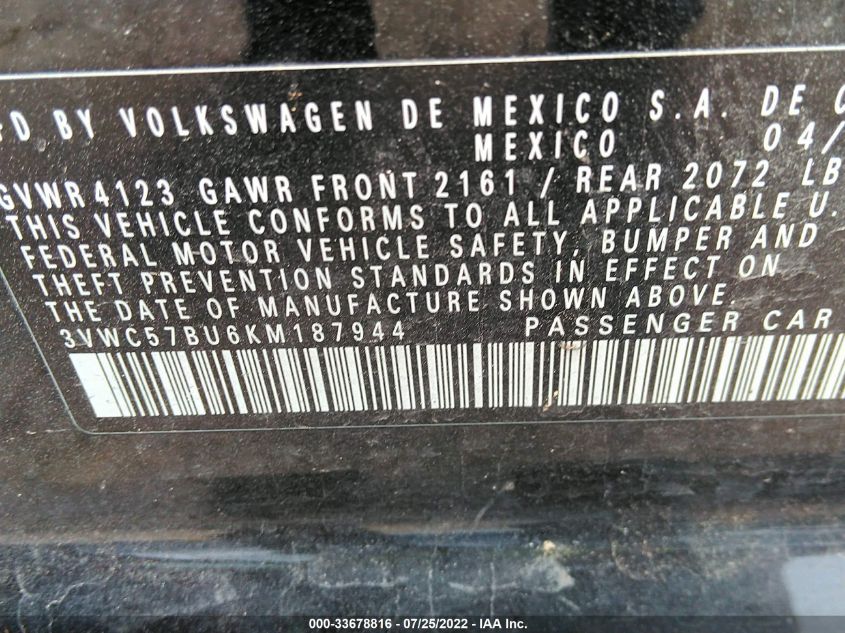 BY VOLKSWAGEN DE MEXICO S.A. DE
MEXICO 04/
GVWR 4123 GAWR FRONT 2161 / REAR 2072 LB
THIS VEHICLE CONFORMS TO ALL APPLICABLE U.
FEDERAL MOTOR VEHICLE SAFETY, BUMPER AND
THEFT PREVENTION STANDARDS IN EFFECT ON
THE DATE OF MANUFACTURE SHOWN ABOVE.
3VWC57BU6KM187944 PASSENGER CAR
000-33678816 - 07/25/2022 - IAA Inc.